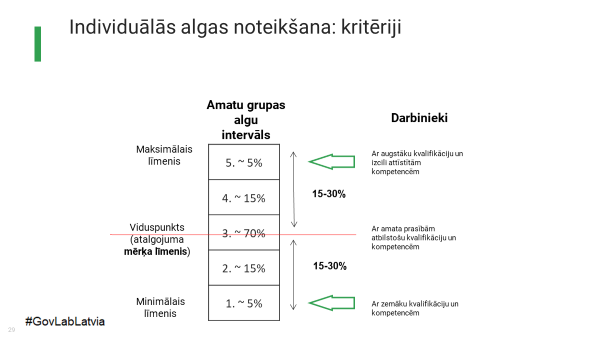 Individuālās algas noteikšana: kritēriji
Amatu grupas
algu
intervāls
Darbinieki
Maksimālais
līmenis
5. ~ 5%
Ar augstāku kvalifikāciju un
izcili attīstītām
kompetencēm
4. ~ 15%
15-30%
Viduspunkts
(atalgojuma
mērķa līmenis)
3. ~ 70%
Ar amata prasībām
atbilstošu kvalifikāciju un
kompetencēm
2. ~ 15%
15-30%
Minimālais
līmenis
1. ~ 5%
Ar zemāku kvalifikāciju un
kompetencēm
#GovLabLatvia
29